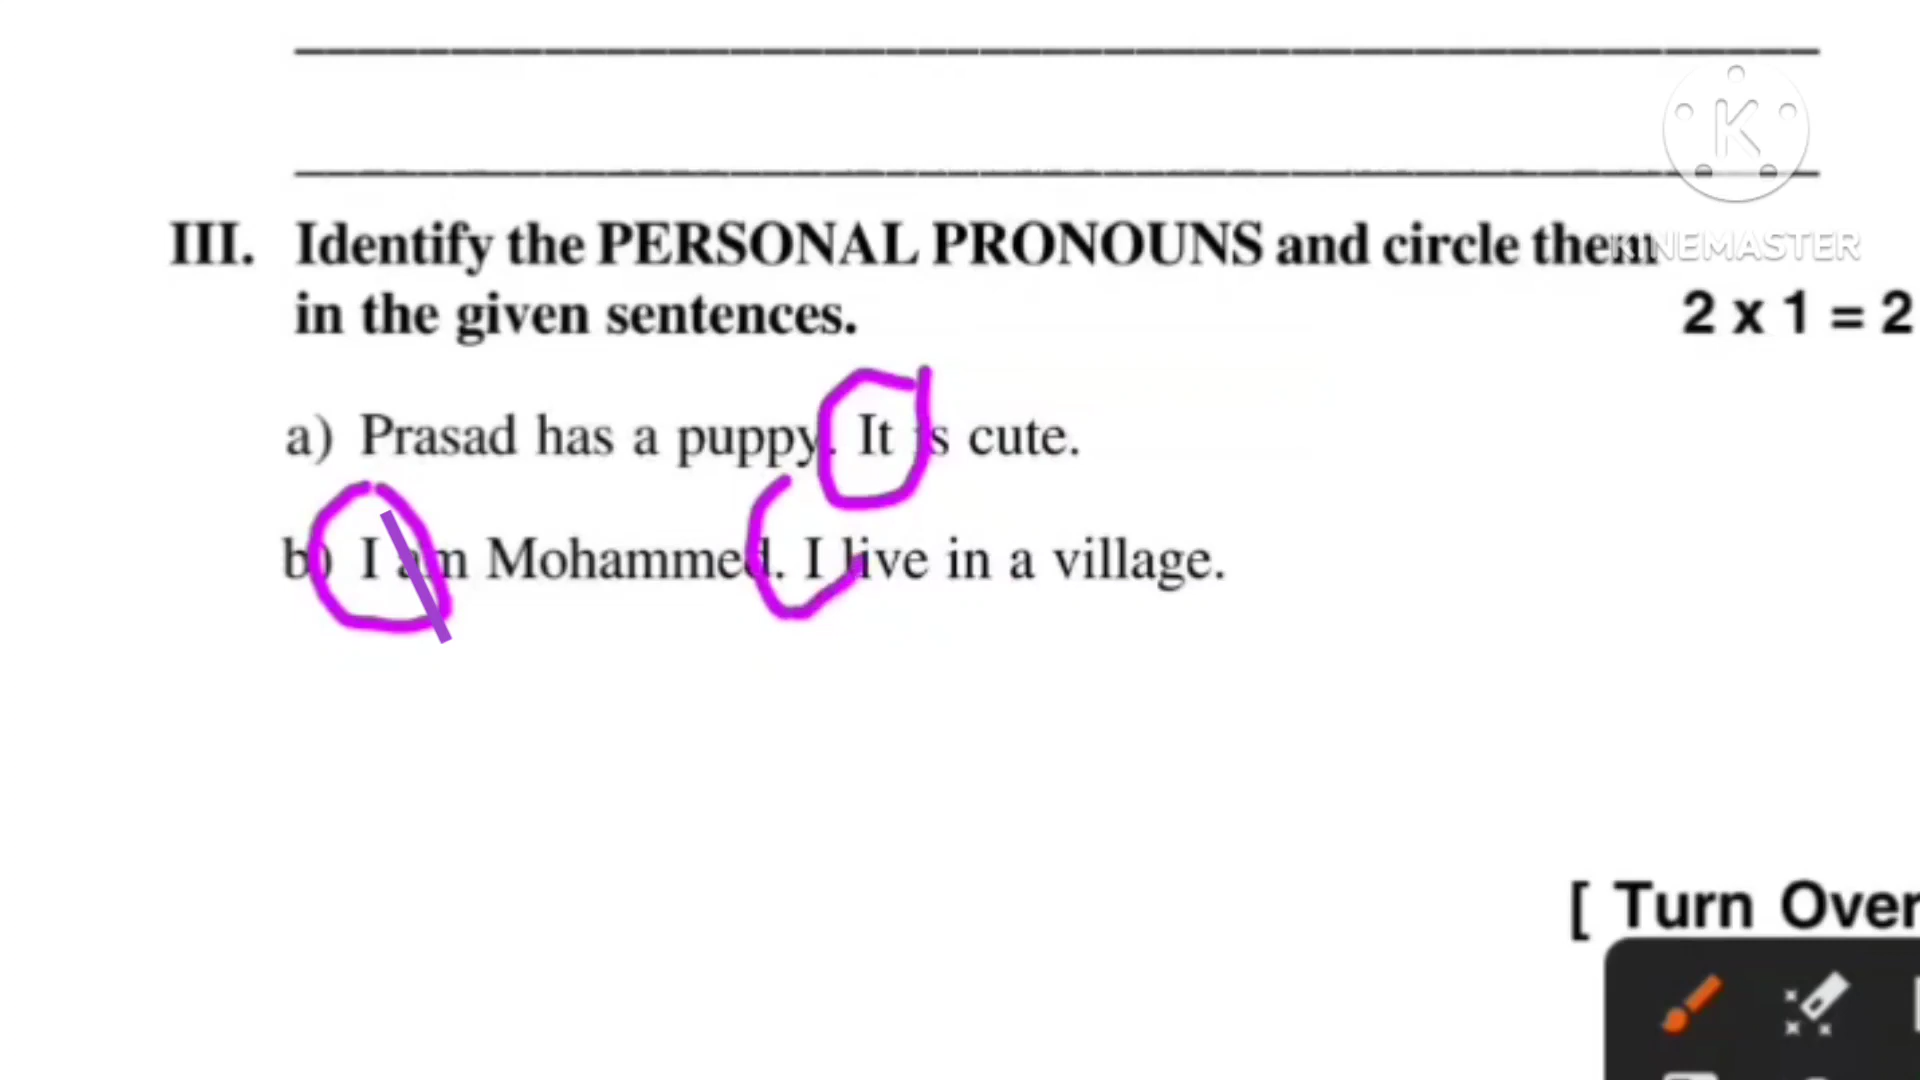 K
KINEMASTER
III. Identify the PERSONAL PRONOUNS and circle them
in the given sentences.
2 x 1 = 2
a) Prasad has a puppy. It is cute.
b) I am Mohammed. I live in a village.
[ Turn Over